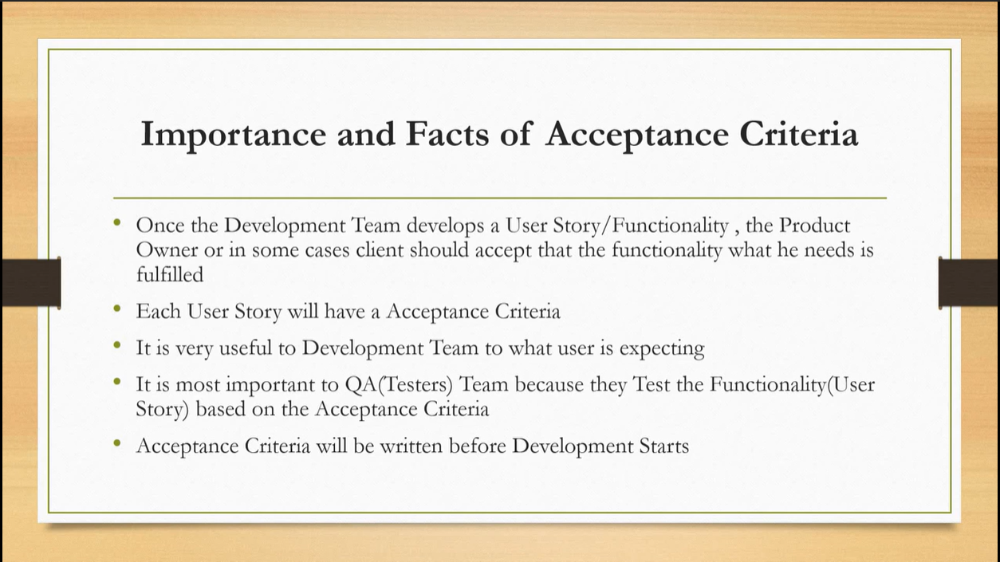 Importance and Facts of Acceptance Criteria
• Once the Development Team develops a User Story/Functionality , the Product
Owner or in some cases client should accept that the functionality what he needs is
fulfilled
• Each User Story will have a Acceptance Criteria
• It is very useful to Development Team to what user is expecting
• It is most important to QA(Testers) Team because they Test the Functionality(User
Story) based on the Acceptance Criteria
• Acceptance Criteria will be written before Development Starts